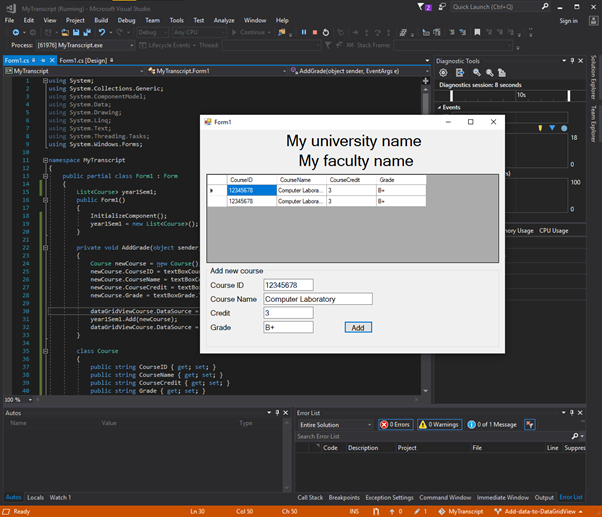 MyTranscript (Running) - Microsoft Visual Studio
2
Quick Launch (Ctrl+Q)
File Edit View Project Build Debug Team Tools Test Analyze Window Help
Sign in
Debug Any CPU Continue
Process: [61976] MyTranscript.exe Lifecycle Events Thread: Stack Frame:
Form1.cs Form1.cs [Design]
MyTranscript MyTranscript.Form1 AddGrade(object sender, EventArgs e)
1 using System;
2 using System.Collections.Generic;
3 using System.ComponentModel;
4 using System.Data;
5 using System.Drawing;
6 using System.Linq;
7 using System.Text;
8 using System.Threading.Tasks;
9 using System.Windows.Forms;
10
11 namespace MyTranscript
12 {
13 public partial class Form1 : Form
14 {
15 List<Course> year1Sem1;
16 public Form1()
17 {
18 InitializeComponent();
19 year1Sem1 = new List<Course>();
20 }
21
22 private void AddGrade(object sender,
23 {
24 Course newCourse = new Course()
25 newCourse.CourseID = textBoxCou
26 newCourse.CourseName = textBoxC
27 newCourse.CourseCredit = textBo
28 newCourse.Grade = textBoxGrade.
29
30 dataGridViewCourse.DataSource =
31 year1Sem1.Add(newCourse);
32 dataGridViewCourse.DataSource =
33 }
34
35 class Course
36 {
37 public string CourseID { get; set; }
38 public string CourseName { get; set; }
39 public string CourseCredit { get; set; }
40 public string Grade { get; set; }
100 %
Form1
My university name
My faculty name
CourseID CourseName CourseCredit Grade
12345678 Computer Labora... 3 B+
12345678 Computer Labora... 3 B+
Add new course
Course ID 12345678
Course Name Computer Laboratory
Credit 3
Grade B+ Add
Diagnostic Tools
Diagnostics session: 8 seconds
10s
Events
18
0
100
0
CPU Usage
Solution Explorer
Team Explorer
Autos
Name Value Type
Autos Locals Watch 1
Error List
Entire Solution 0 Errors 0 Warnings 0 of 1 Message
Search Error List
Code Description Project File Line Suppres
Call Stack Breakpoints Exception Settings Command Window Immediate Window Output Error List
Ready Ln 30 Col 50 Ch 50 INS 0 1 MyTranscript Add-data-to-DataGridView